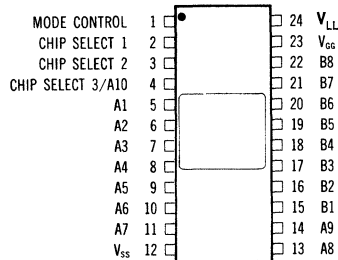 MODE CONTROL 1 24 VLL
CHIP SELECT 1 2 23 VGG
CHIP SELECT 2 3 22 B8
CHIP SELECT 3/A10 4 21 B7
A1 5 20 B6
A2 6 19 B5
A3 7 18 B4
A4 8 17 B3
A5 9 16 B2
A6 10 15 B1
A7 11 14 A9
Vss 12 13 A8